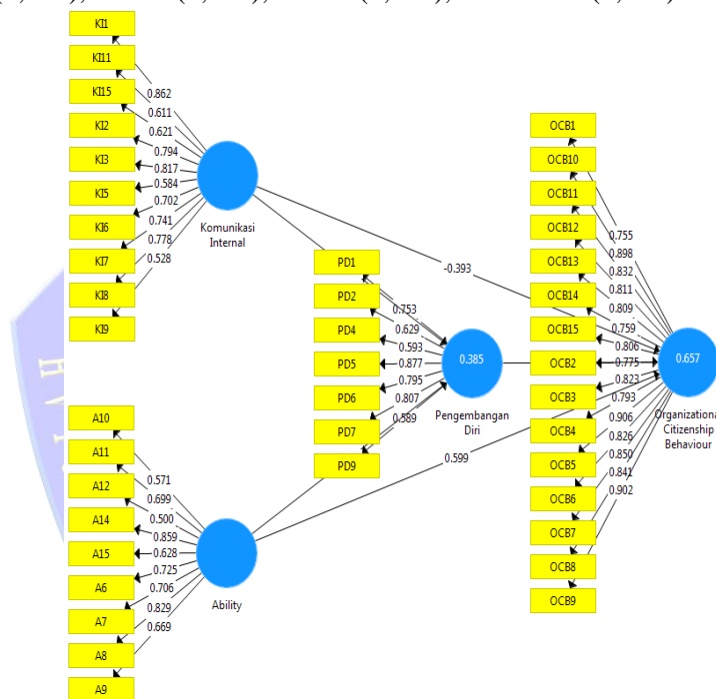 KI1
KI11
KI15
KI2
KI3
KI5
KI6
KI7
KI8
KI9
0.862
0.611
0.621
0.794
0.817
0.584
0.702
0.741
0.778
0.528
Komunikasi
Internal
A10
A11
A12
A14
A15
A6
A7
A8
A9
0.571
0.699
0.500
0.859
0.628
0.725
0.706
0.829
0.669
Ability
PD1
PD2
PD4
PD5
PD6
PD7
PD9
0.753
0.629
0.593
0.877
0.795
0.807
0.589
0.385
Pengembangan
Diri
-0.393
0.599
OCB1
OCB10
OCB11
OCB12
OCB13
OCB14
OCB15
OCB2
OCB3
OCB4
OCB5
OCB6
OCB7
OCB8
OCB9
0.755
0.898
0.832
0.811
0.809
0.759
0.806
0.775
0.823
0.793
0.906
0.826
0.850
0.841
0.902
0.657
Organizational
Citizenship
Behaviour